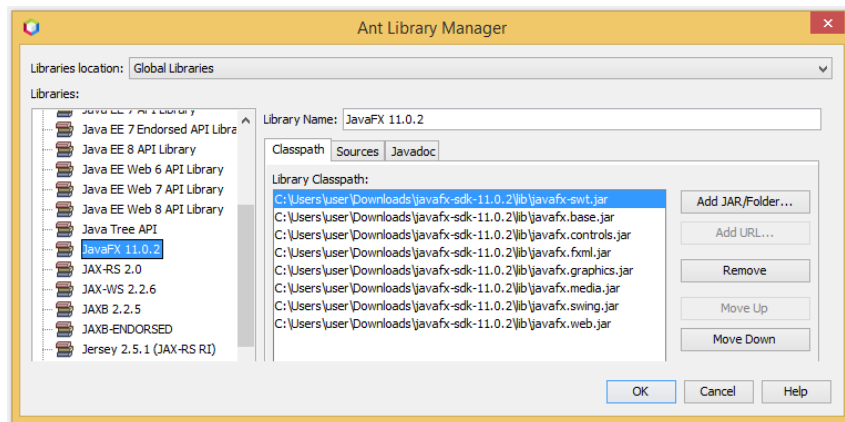 Ant Library Manager
Libraries location: Global Libraries
Libraries:
Java EE 7 API Library
Java EE 7 Endorsed API Libra
Java EE 8 API Library
Java EE Web 6 API Library
Java EE Web 7 API Library
Java EE Web 8 API Library
Java Tree API
JavaFX 11.0.2
JAX-RS 2.0
JAX-WS 2.2.6
JAXB 2.2.5
JAXB-ENDORSED
Jersey 2.5.1 (JAX-RS RI)
Library Name: JavaFX 11.0.2
Classpath Sources Javadoc
Library Classpath:
C:\Users\user\Downloads\javafx-sdk-11.0.2\lib\javafx-swt.jar
C:\Users\user\Downloads\javafx-sdk-11.0.2\lib\javafx.base.jar
C:\Users\user\Downloads\javafx-sdk-11.0.2\lib\javafx.controls.jar
C:\Users\user\Downloads\javafx-sdk-11.0.2\lib\javafx.fxml.jar
C:\Users\user\Downloads\javafx-sdk-11.0.2\lib\javafx.graphics.jar
C:\Users\user\Downloads\javafx-sdk-11.0.2\lib\javafx.media.jar
C:\Users\user\Downloads\javafx-sdk-11.0.2\lib\javafx.swing.jar
C:\Users\user\Downloads\javafx-sdk-11.0.2\lib\javafx.web.jar
Add JAR/Folder...
Add URL...
Remove
Move Up
Move Down
OK Cancel Help